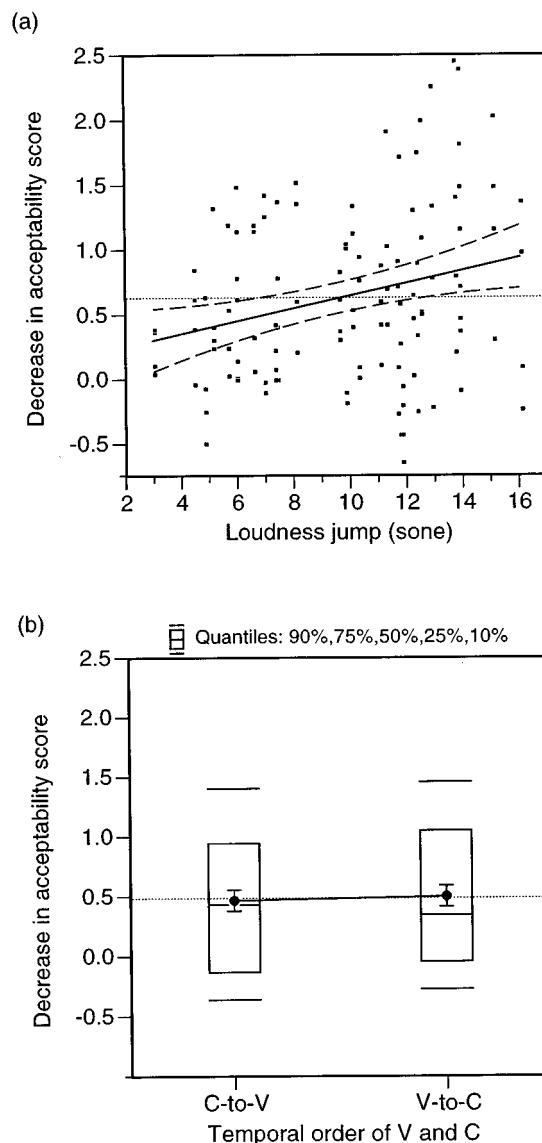 (a)
2.5
2.0
1.5
1.0
0.5
0.0
-0.5
Decrease in acceptability score
2 4 6 8 10 12 14 16
Loudness jump (sone)
(b)
Quantiles: 90%,75%,50%,25%,10%
2.5
2.0
1.5
1.0
0.5
0.0
-0.5
Decrease in acceptability score
C-to-V V-to-C
Temporal order of V and C